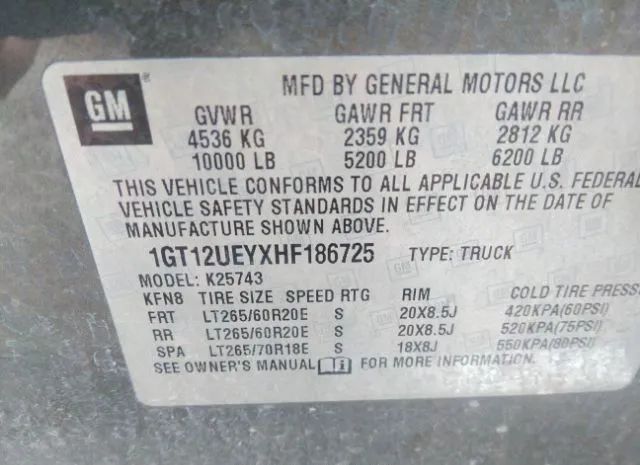 GM
MFD BY GENERAL MOTORS LLC
GVWR GAWR FRT GAWR RR
4536 KG 2359 KG 2812 KG
10000 LB 5200 LB 6200 LB
THIS VEHICLE CONFORMS TO ALL APPLICABLE U.S. FEDERAL
VEHICLE SAFETY STANDARDS IN EFFECT ON THE DATE OF
MANUFACTURE SHOWN ABOVE.
1GT12UEYXHF186725 TYPE: TRUCK
MODEL: K25743
KFN8 TIRE SIZE SPEED RTG RIM COLD TIRE PRESS
FRT LT265/60R20E S 20X8.5J 420KPA(60PSI)
RR LT265/60R20E S 20X8.5J 520KPA(75PSI)
SPA LT265/70R18E S 18X8J 550KPA(80PSI)
SEE OWNER'S MANUAL FOR MORE INFORMATION.